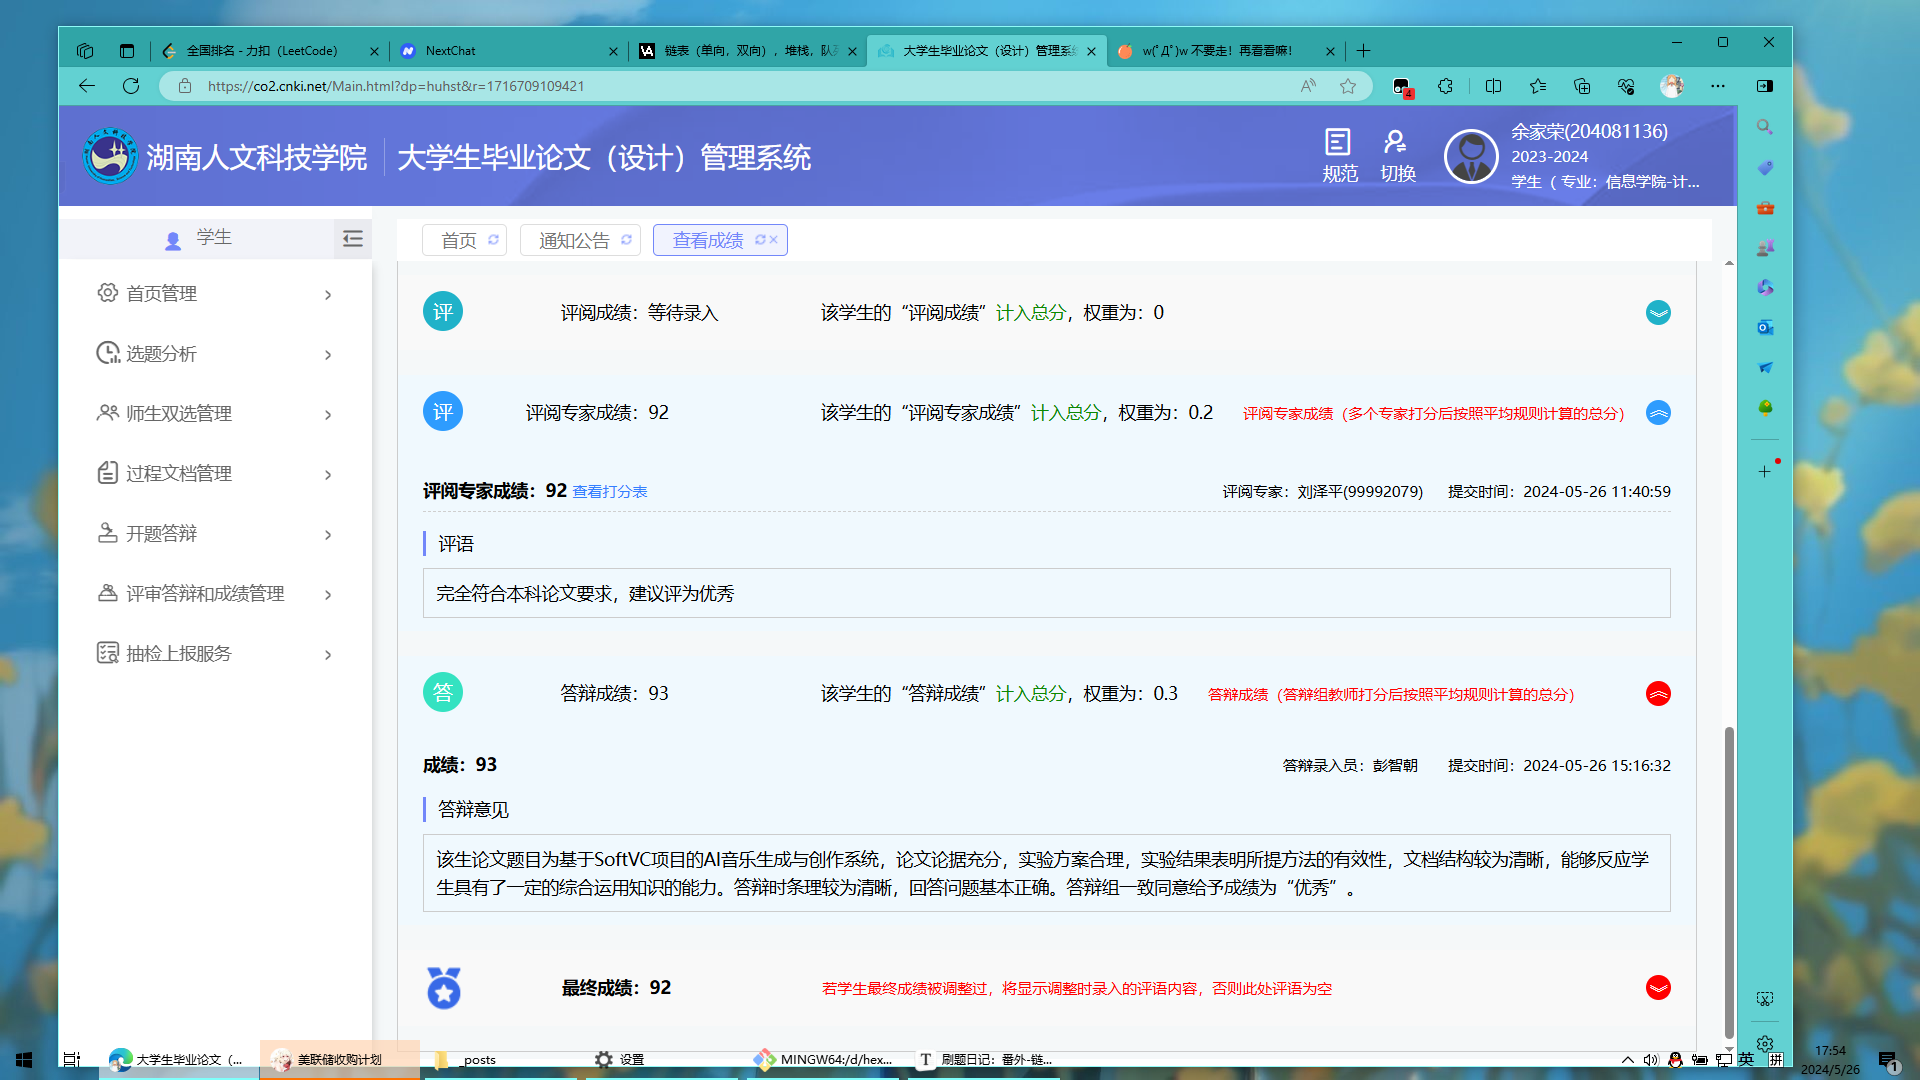 全国排名 - 力扣（LeetCode）
NextChat
链表（单向，双向），堆栈，队列
大学生毕业论文（设计）管理系统
w(ﾟДﾟ)w 不要走！再看看嘛！
https://co2.cnki.net/Main.html?dp=huhst&r=1716709109421
4
湖南人文科技学院
大学生毕业论文（设计）管理系统
规范
切换
余家荣(204081136)
2023-2024
学生（ 专业：信息学院-计...
学生
首页
通知公告
查看成绩
首页管理
选题分析
师生双选管理
过程文档管理
开题答辩
评审答辩和成绩管理
抽检上报服务
评
评阅成绩：等待录入
该学生的“评阅成绩”计入总分，权重为：0
评
评阅专家成绩：92
该学生的“评阅专家成绩”计入总分，权重为：0.2
评阅专家成绩（多个专家打分后按照平均规则计算的总分）
评阅专家成绩：92 查看打分表
评阅专家：刘泽平(99992079)
提交时间：2024-05-26 11:40:59
评语
完全符合本科论文要求，建议评为优秀
答
答辩成绩：93
该学生的“答辩成绩”计入总分，权重为：0.3
答辩成绩（答辩组教师打分后按照平均规则计算的总分）
成绩：93
答辩录入员：彭智朝
提交时间：2024-05-26 15:16:32
答辩意见
该生论文题目为基于SoftVC项目的AI音乐生成与创作系统，论文论据充分，实验方案合理，实验结果表明所提方法的有效性，文档结构较为清晰，能够反应学
生具有了一定的综合运用知识的能力。答辩时条理较为清晰，回答问题基本正确。答辩组一致同意给予成绩为“优秀”。
最终成绩：92
若学生最终成绩被调整过，将显示调整时录入的评语内容，否则此处评语为空
大学生毕业论文（...
美联储收购计划
_posts
设置
MINGW64:/d/hex...
刷题日记：番外-链...
英
拼
17:54
2024/5/26
1